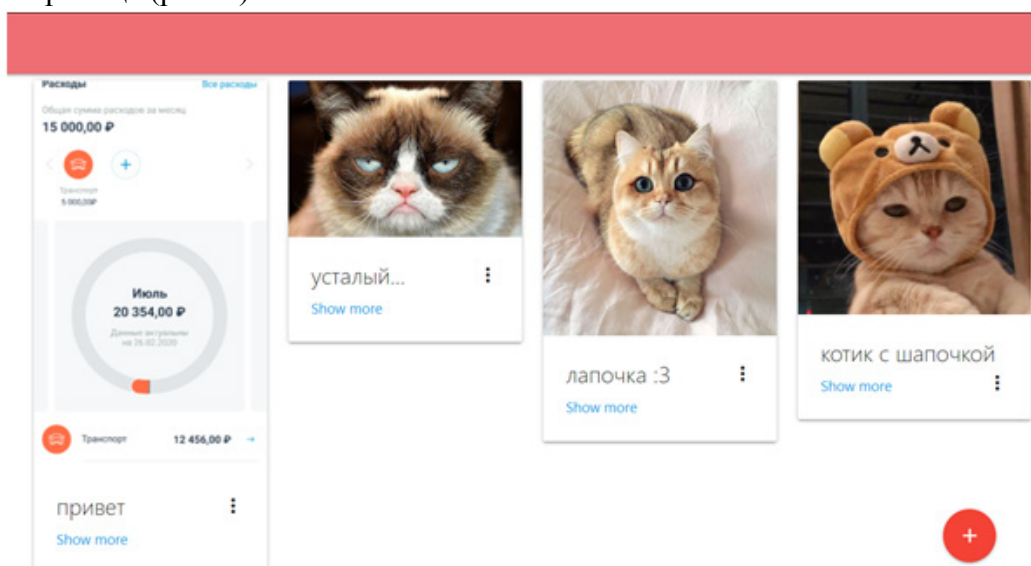 Расходы Все расходы
Общая сумма расходов за месяц
15 000,00 ₽
+
Транспорт
5 000,00₽
Июль
20 354,00 ₽
Данные актуальны
на 26.02.2020
Транспорт 12 456,00 ₽ →
привет
Show more
усталый...
Show more
лапочка :3
Show more
котик с шапочкой
Show more
+